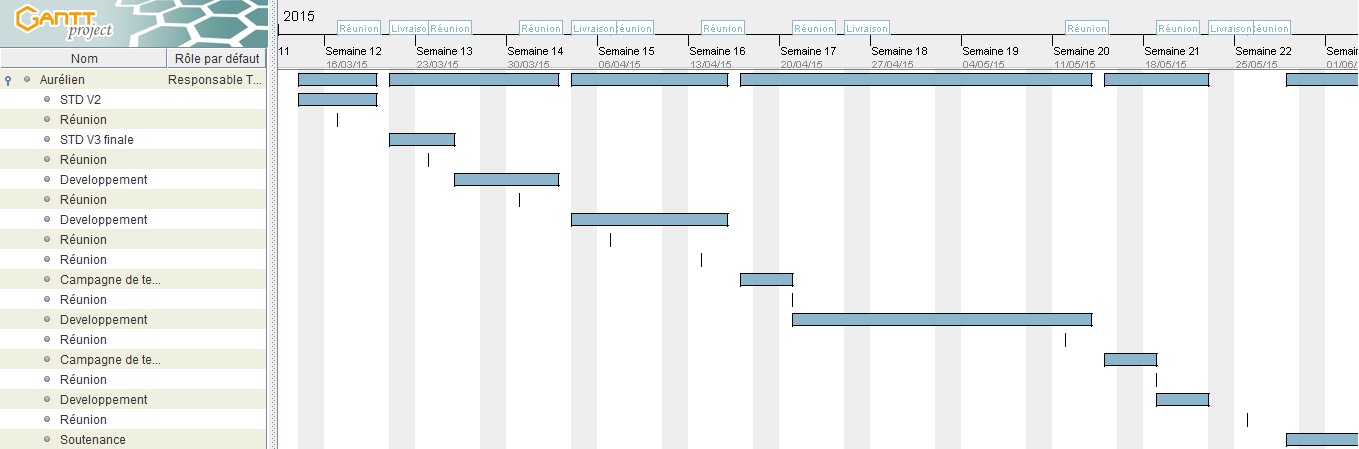 GANTT
project
2015
Réunion Livraiso Réunion Réunion Livraison Réunion Réunion Réunion Livraison Réunion Réunion Livraison Réunion
11 Semaine 12 Semaine 13 Semaine 14 Semaine 15 Semaine 16 Semaine 17 Semaine 18 Semaine 19 Semaine 20 Semaine 21 Semaine 22 Semain
Nom Rôle par défaut
16/03/15 23/03/15 30/03/15 06/04/15 13/04/15 20/04/15 27/04/15 04/05/15 11/05/15 18/05/15 25/05/15 01/06/
Aurélien Responsable T...
STD V2
Réunion
STD V3 finale
Réunion
Developpement
Réunion
Developpement
Réunion
Réunion
Campagne de te...
Réunion
Developpement
Réunion
Campagne de te...
Réunion
Developpement
Réunion
Soutenance